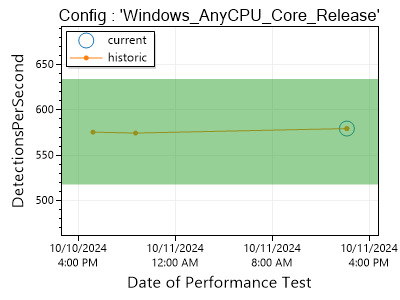 Config : 'Windows_AnyCPU_Core_Release'
current
historic
DetectionsPerSecond
650
600
550
500
10/10/2024 10/11/2024 10/11/2024 10/11/2024
4:00 PM 12:00 AM 8:00 AM 4:00 PM
Date of Performance Test